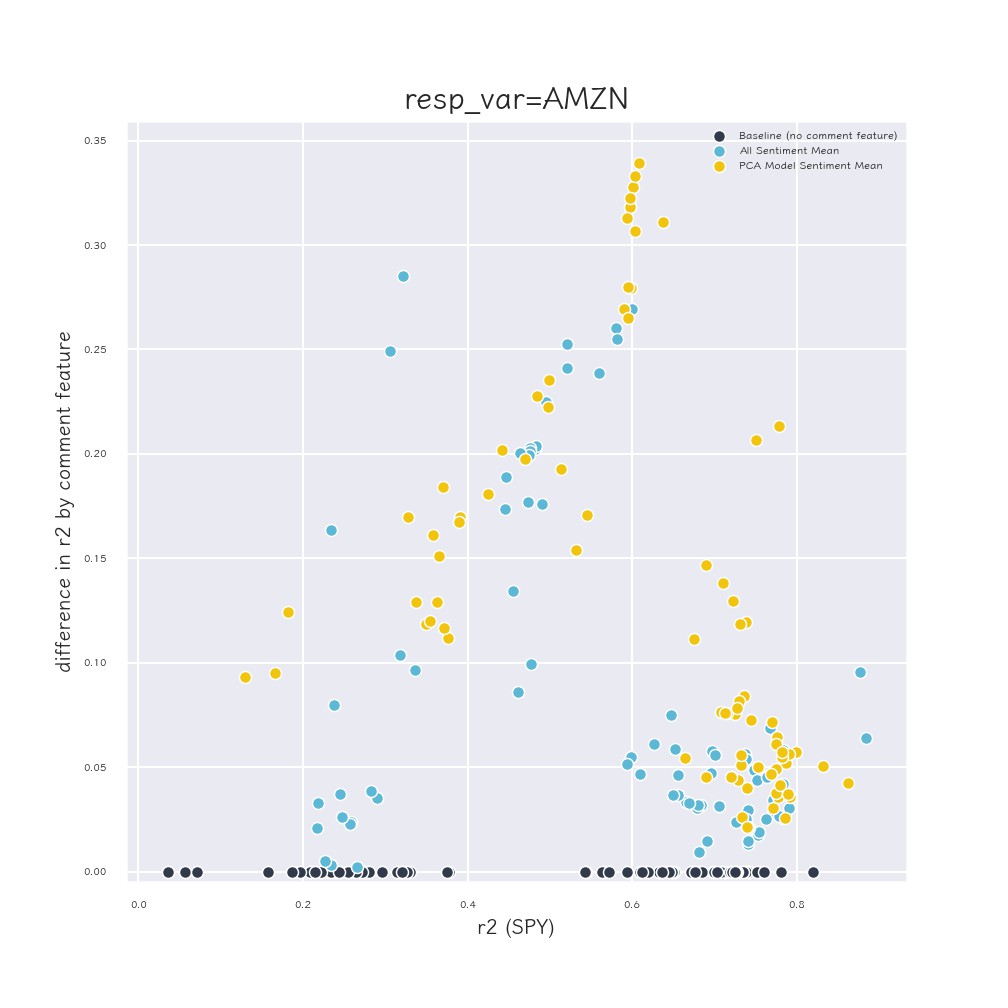 resp_var=AMZN
Baseline (no comment feature)
All Sentiment Mean
PCA Model Sentiment Mean
difference in r2 by comment feature
0.35
0.30
0.25
0.20
0.15
0.10
0.05
0.00
0.0 0.2 0.4 0.6 0.8
r2 (SPY)